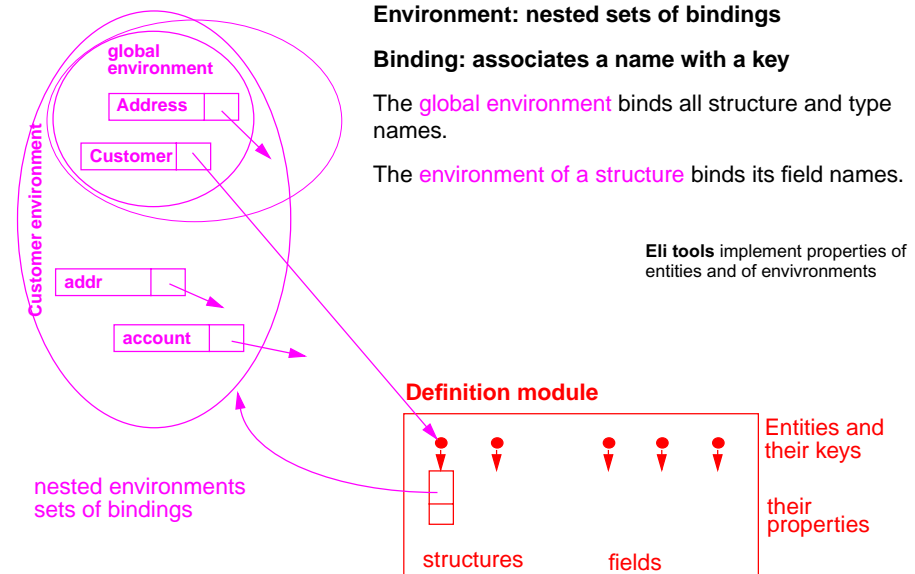 Environment: nested sets of bindings
Binding: associates a name with a key
The global environment binds all structure and type
names.
The environment of a structure binds its field names.
Eli tools implement properties of
entities and of envivronments
global
environment
Address
Customer
Customer environment
addr
account
nested environments
sets of bindings
Definition module
Entities and
their keys
their
properties
structures
fields